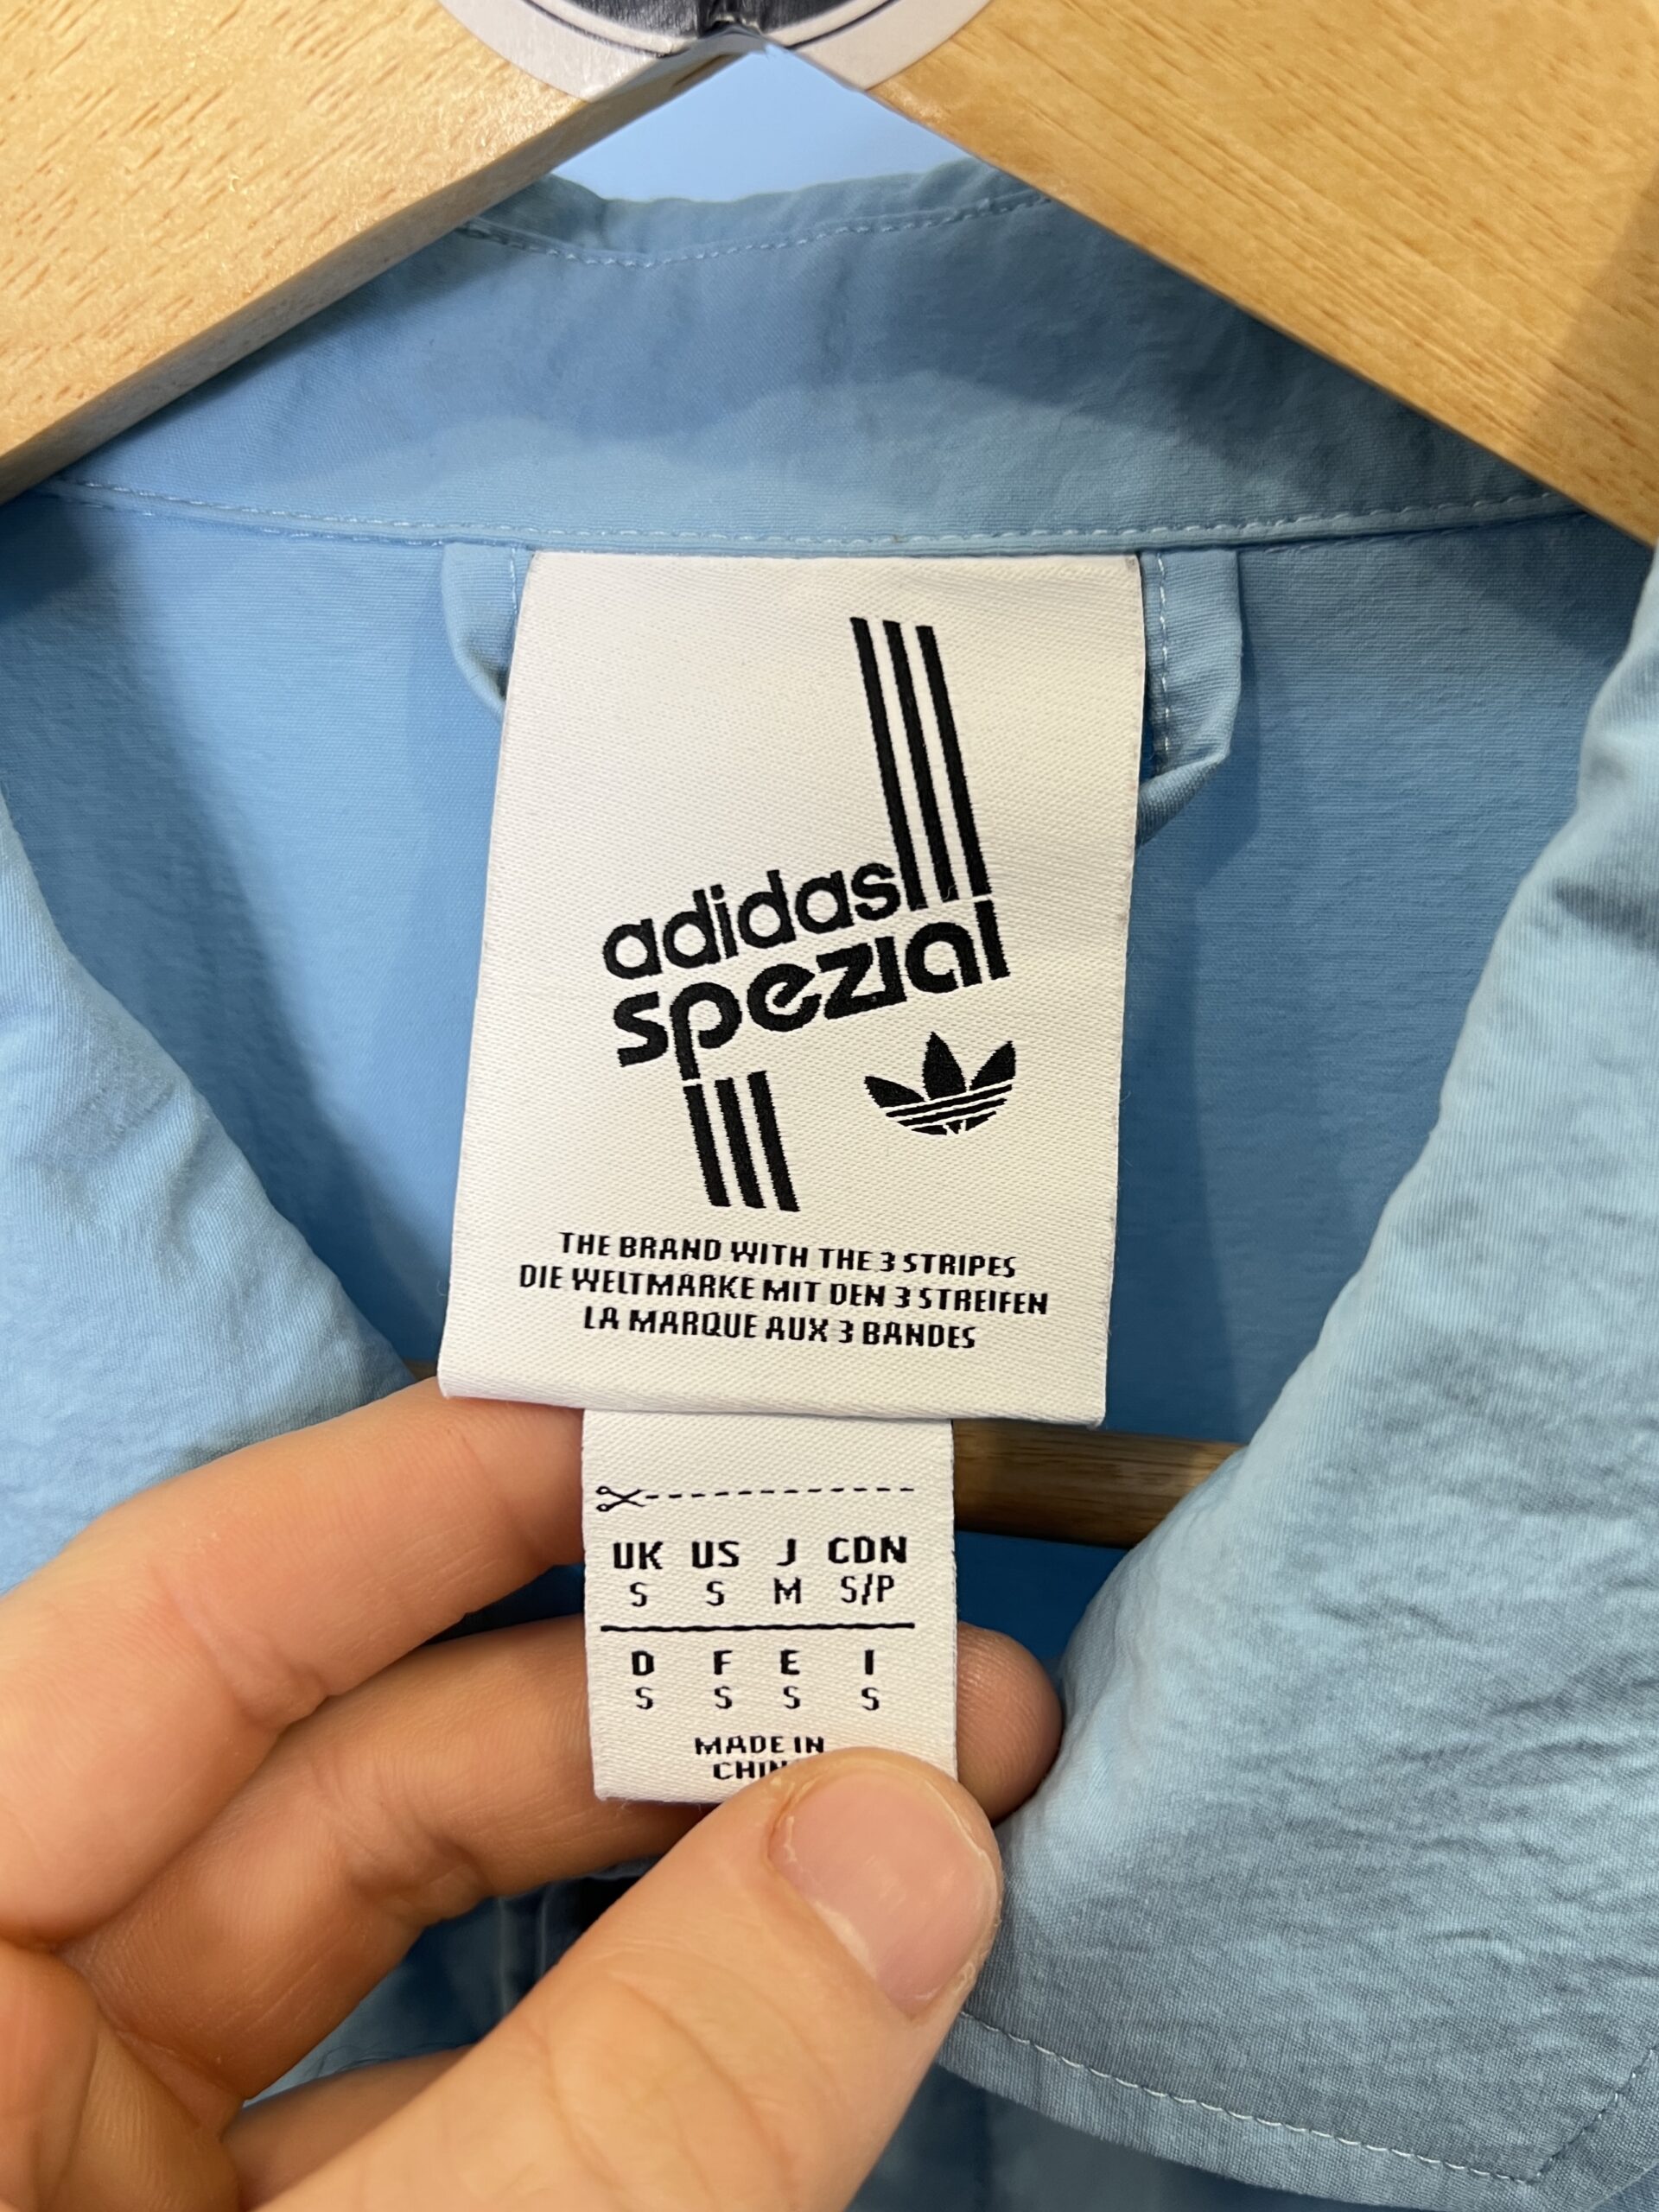 adidas
spezial
THE BRAND WITH THE 3 STRIPES
DIE WELTMARKE MIT DEN 3 STREIFEN
LA MARQUE AUX 3 BANDES
UK US J CDN
S S M S/P
D F E I
S S S S
MADE IN